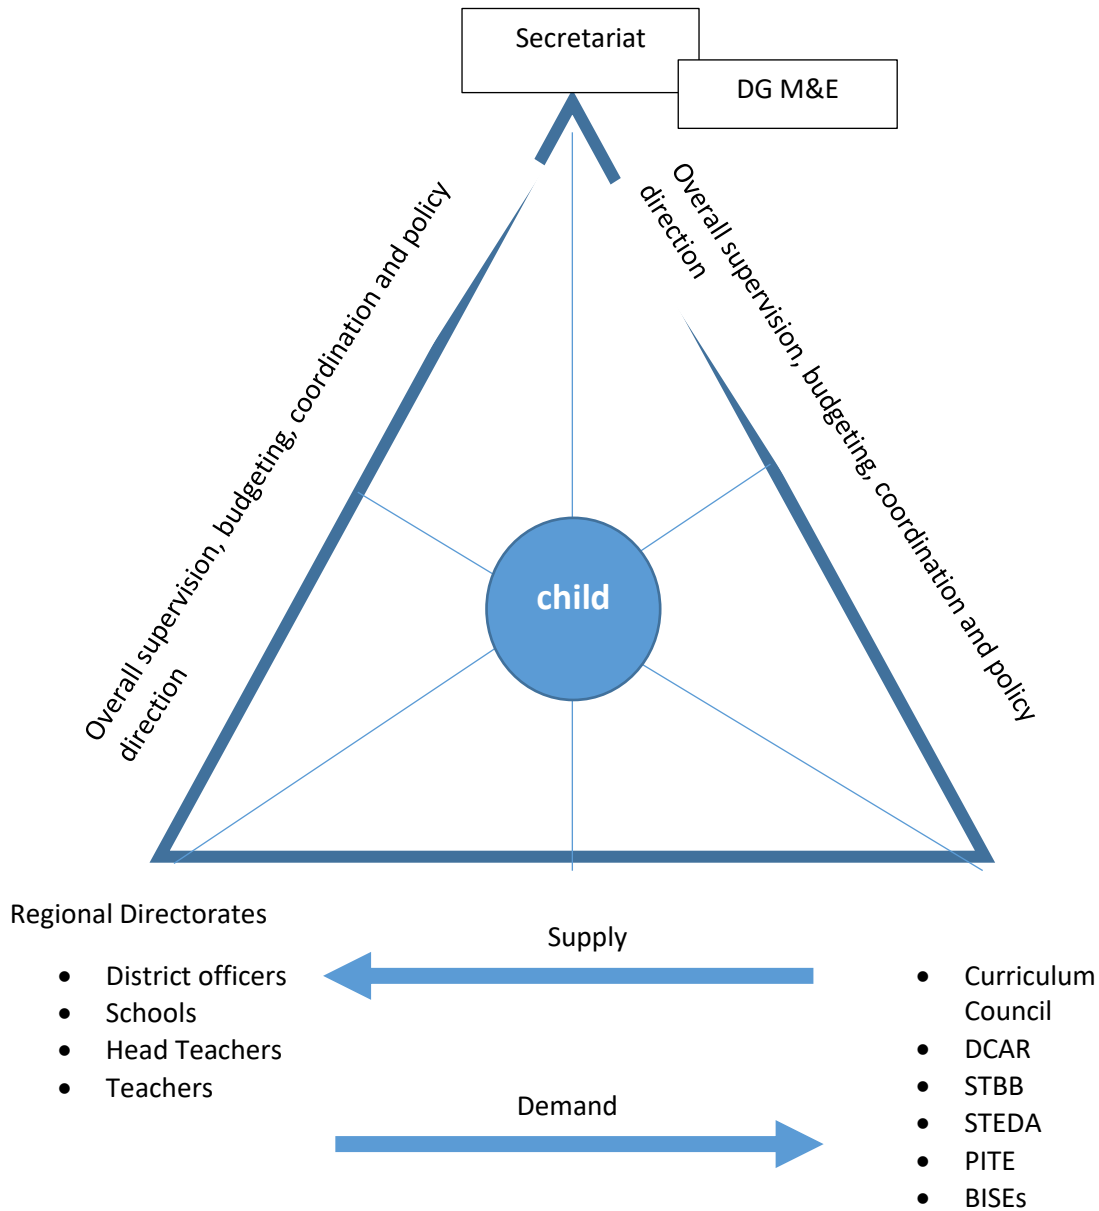 Secretariat
DG M&E
Overall supervision, budgeting, coordination and policy
direction
Overall supervision, budgeting, coordination and policy
direction
child
Regional Directorates
• District officers
• Schools
• Head Teachers
• Teachers
Supply
Demand
• Curriculum
Council
• DCAR
• STBB
• STEDA
• PITE
• BISEs